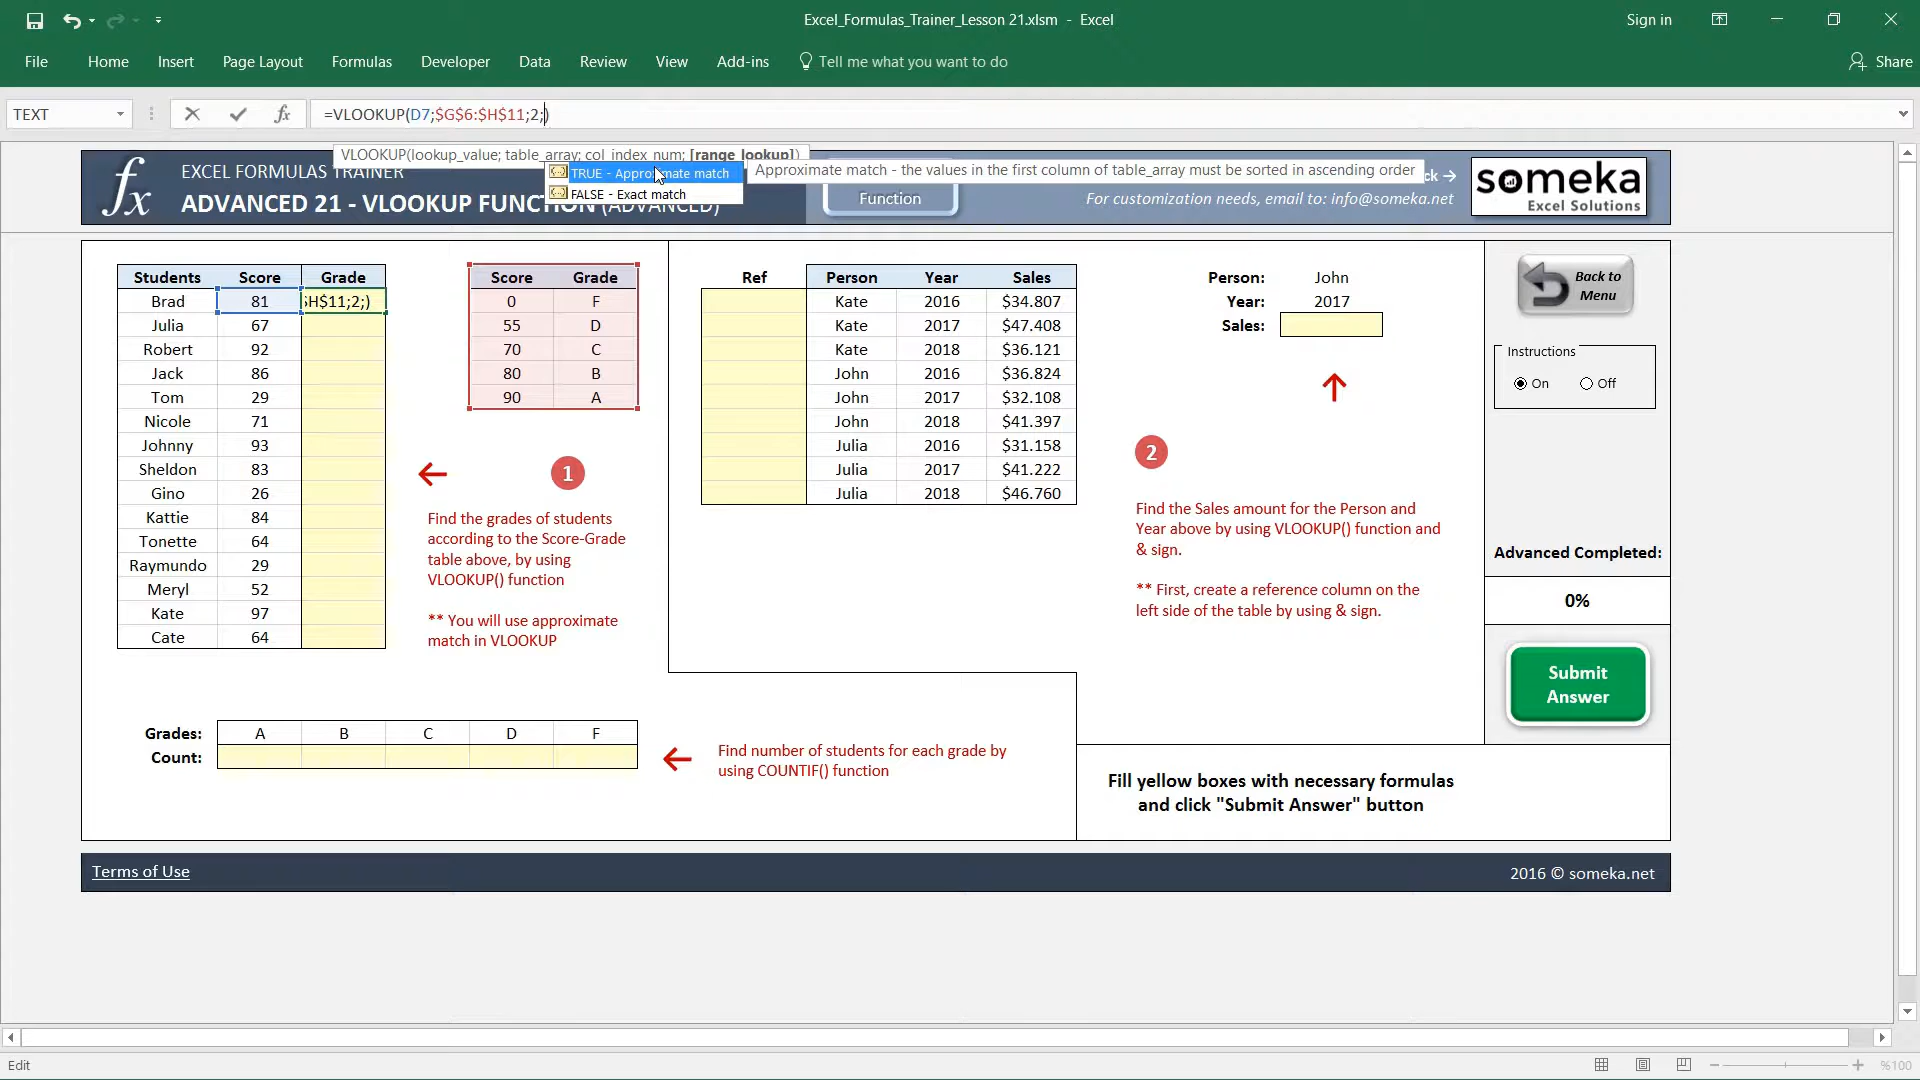 Excel_Formulas_Trainer_Lesson 21.xlsm - Excel
Sign in
File Home Insert Page Layout Formulas Developer Data Review View Add-ins Tell me what you want to do Share
TEXT fx =VLOOKUP(D7;$G$6:$H$11;2;)
VLOOKUP(lookup_value; table_array; col_index_num; [range_lookup])
TRUE - Approximate match
FALSE - Exact match
Approximate match - the values in the first column of table_array must be sorted in ascending order
fx
EXCEL FORMULAS TRAINER
ADVANCED 21 - VLOOKUP FUNCTION (ADVANCED)
Function
For customization needs, email to: info@someka.net
someka
Excel Solutions
Students Score Grade
Brad 81 $H$11;2;)
Julia 67
Robert 92
Jack 86
Tom 29
Nicole 71
Johnny 93
Sheldon 83
Gino 26
Kattie 84
Tonette 64
Raymundo 29
Meryl 52
Kate 97
Cate 64
Score Grade
0 F
55 D
70 C
80 B
90 A
1
Find the grades of students
according to the Score-Grade
table above, by using
VLOOKUP() function
** You will use approximate
match in VLOOKUP
Ref Person Year Sales
Kate 2016 $34.807
Kate 2017 $47.408
Kate 2018 $36.121
John 2016 $36.824
John 2017 $32.108
John 2018 $41.397
Julia 2016 $31.158
Julia 2017 $41.222
Julia 2018 $46.760
Person: John
Year: 2017
Sales:
2
Find the Sales amount for the Person and
Year above by using VLOOKUP() function and
& sign.
** First, create a reference column on the
left side of the table by using & sign.
Back to
Menu
Instructions
On Off
Advanced Completed:
0%
Submit
Answer
Grades: A B C D F
Count:
Find number of students for each grade by
using COUNTIF() function
Fill yellow boxes with necessary formulas
and click "Submit Answer" button
Terms of Use
2016 © someka.net
Edit
%100